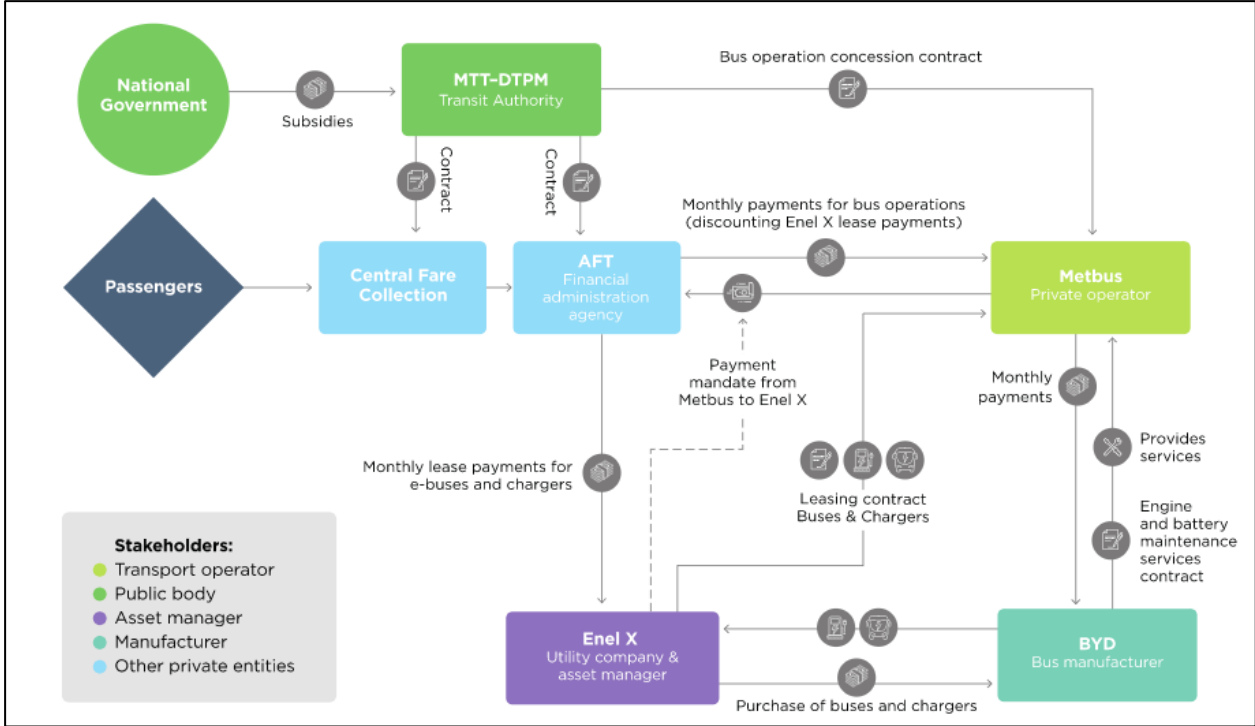 National
Government
Subsidies
MTT–DTPM
Transit Authority
Bus operation concession contract
Contract
Contract
Passengers
Central Fare
Collection
AFT
Financial
administration
agency
Monthly payments for bus operations
(discounting Enel X lease payments)
Metbus
Private operator
Payment
mandate from
Metbus to Enel X
Monthly
payments
Provides
services
Monthly lease payments for
e-buses and chargers
Leasing contract
Buses & Chargers
Engine
and battery
maintenance
services
contract
Stakeholders:
Transport operator
Public body
Asset manager
Manufacturer
Other private entities
Enel X
Utility company &
asset manager
BYD
Bus manufacturer
Purchase of buses and chargers